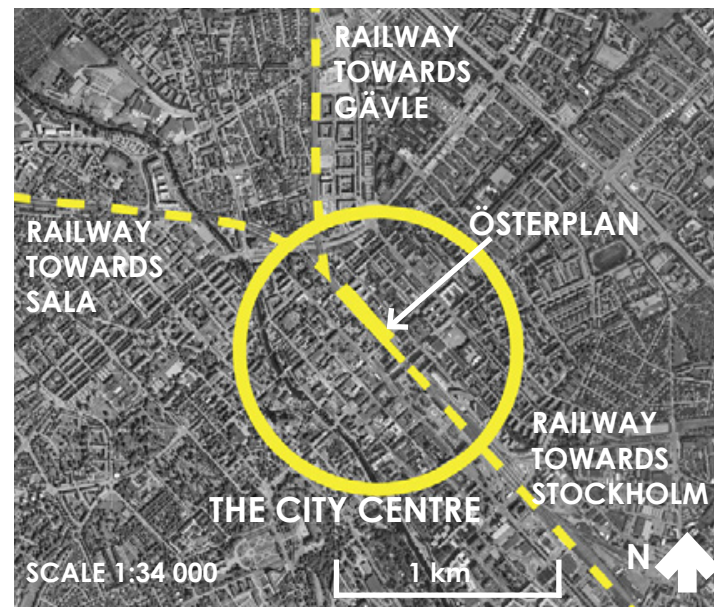 RAILWAY
TOWARDS
GÄVLE
ÖSTERPLAN
RAILWAY
TOWARDS
SALA
RAILWAY
TOWARDS
STOCKHOLM
THE CITY CENTRE
N
SCALE 1:34 000
1 km